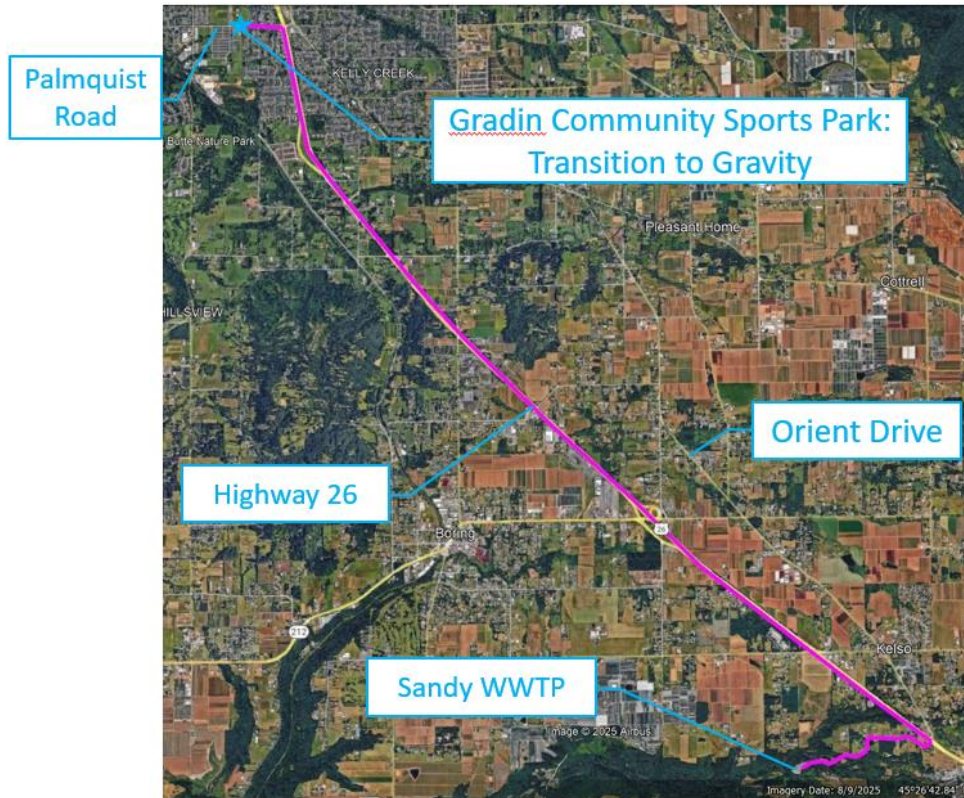 Palmquist
Road
KELLY CREEK
Gradin Community Sports Park:
Transition to Gravity
Butte Nature Park
Pleasant Home
Cottrell
HILLSVIEW
Orient Drive
Highway 26
26
Boring
212
Kelso
Sandy WWTP
Image © 2025 Airbus
Imagery Date: 8/9/2025 45°26'42.84"